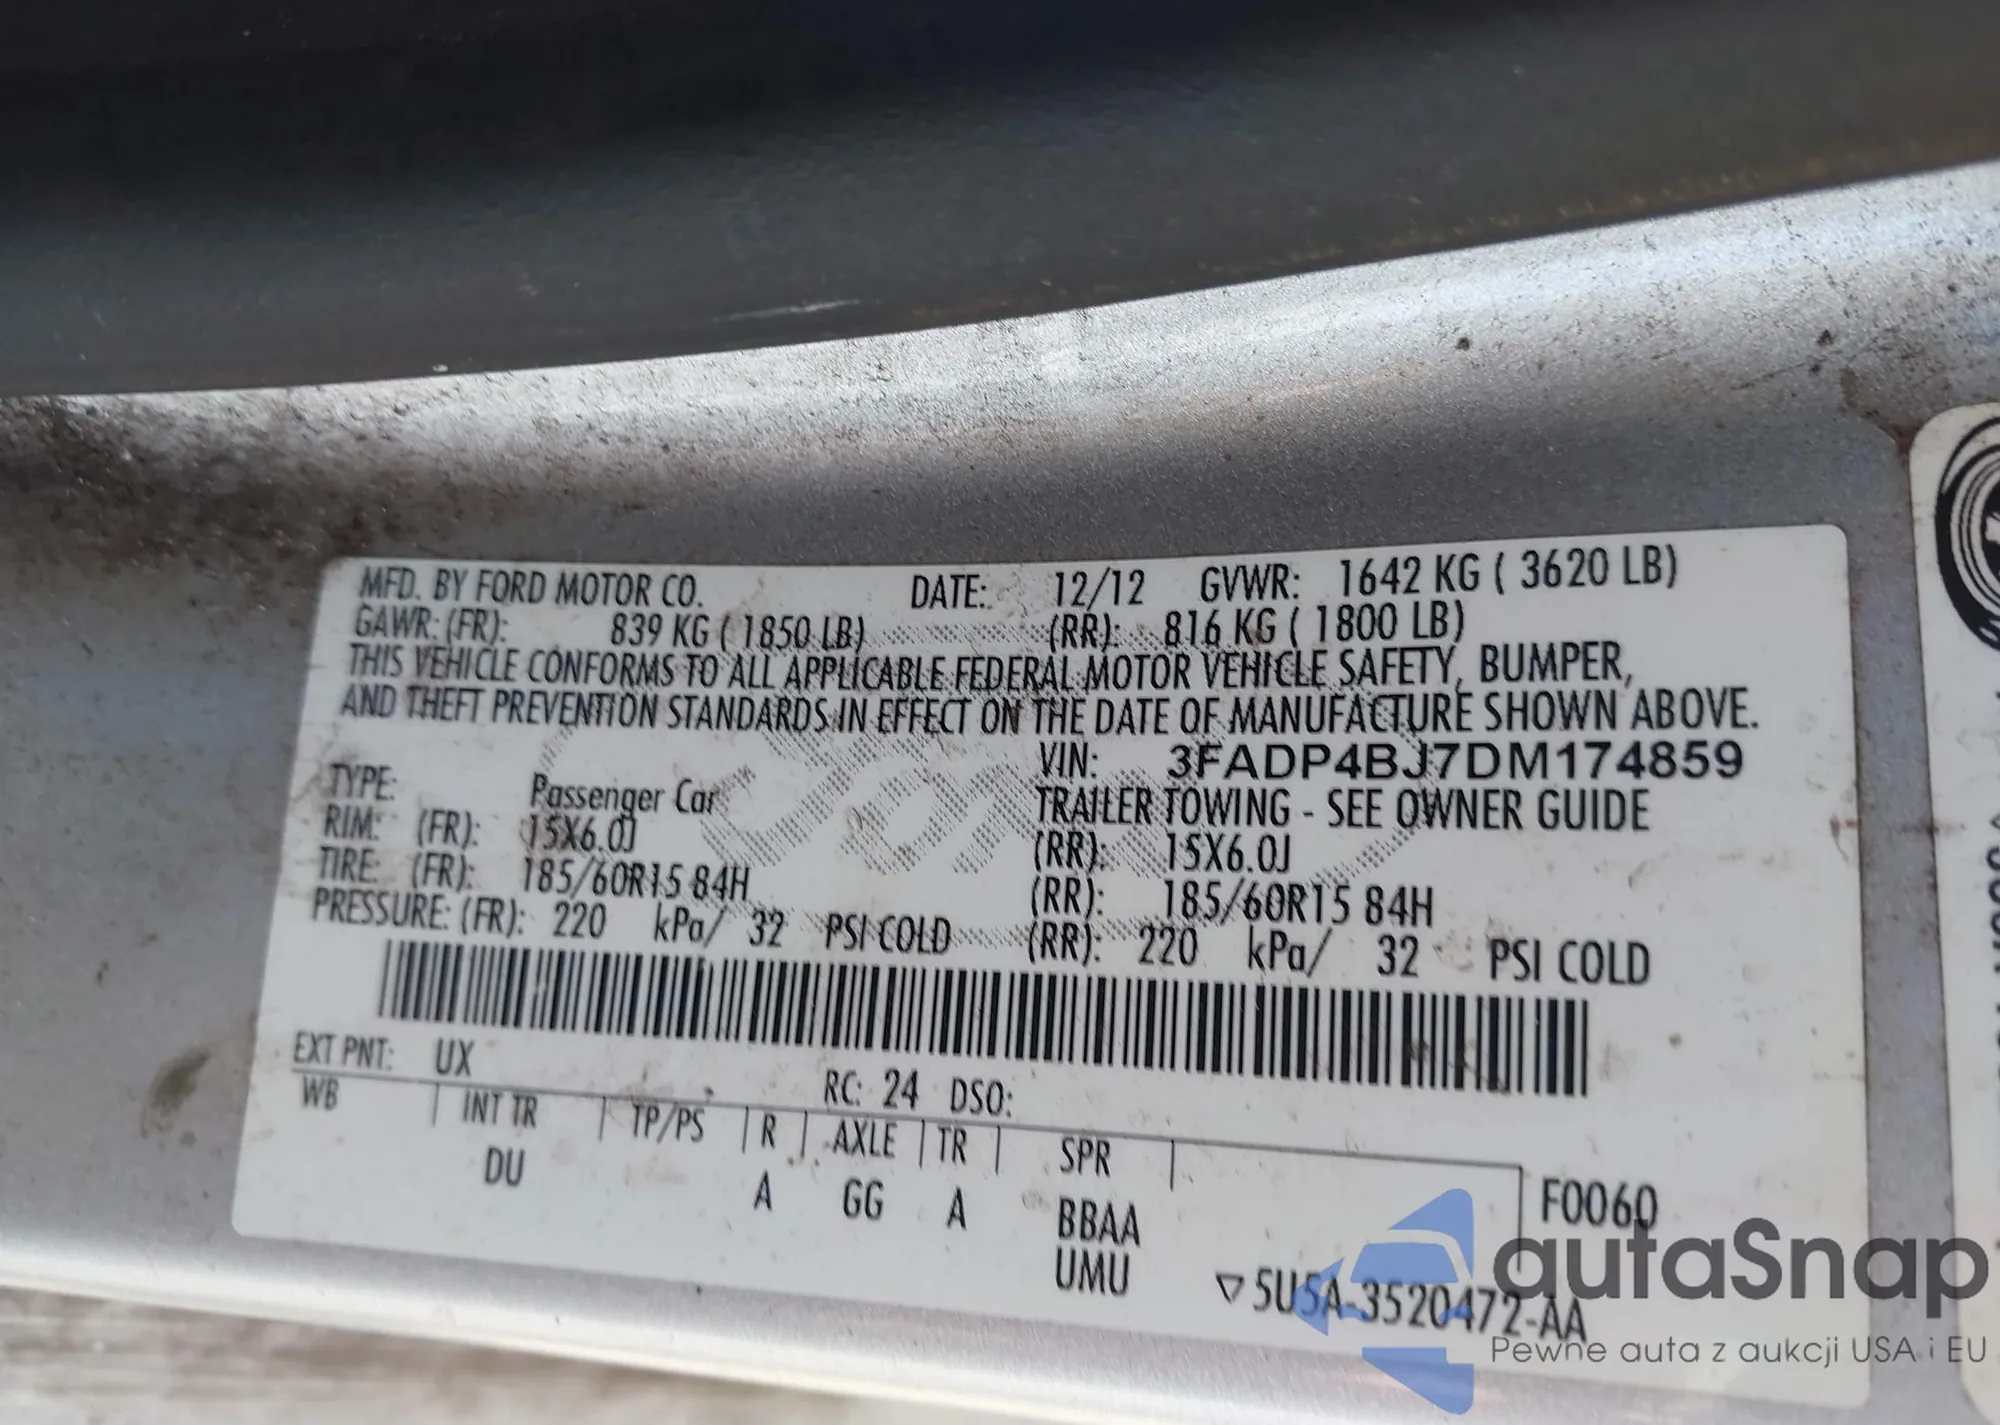 MFD. BY FORD MOTOR CO. DATE: 12/12 GVWR: 1642 KG ( 3620 LB)
GAWR: (FR): 839 KG ( 1850 LB) (RR): 816 KG ( 1800 LB)
THIS VEHICLE CONFORMS TO ALL APPLICABLE FEDERAL MOTOR VEHICLE SAFETY, BUMPER,
AND THEFT PREVENTION STANDARDS IN EFFECT ON THE DATE OF MANUFACTURE SHOWN ABOVE.
VIN: 3FADP4BJ7DM174859
TYPE: Passenger Car TRAILER TOWING - SEE OWNER GUIDE
RIM: (FR): 15X6.0J (RR): 15X6.0J
TIRE: (FR): 185/60R15 84H (RR): 185/60R15 84H
PRESSURE: (FR): 220 kPa/ 32 PSI COLD (RR): 220 kPa/ 32 PSI COLD
EXT PNT: UX RC: 24 DSO:
WB | INT TR | TP/PS | R | AXLE | TR | SPR |
DU A GG A BBAA F0060
UMU ▽ 5U5A-3520472-AA
autaSnap
Pewne auta z aukcji USA i EU